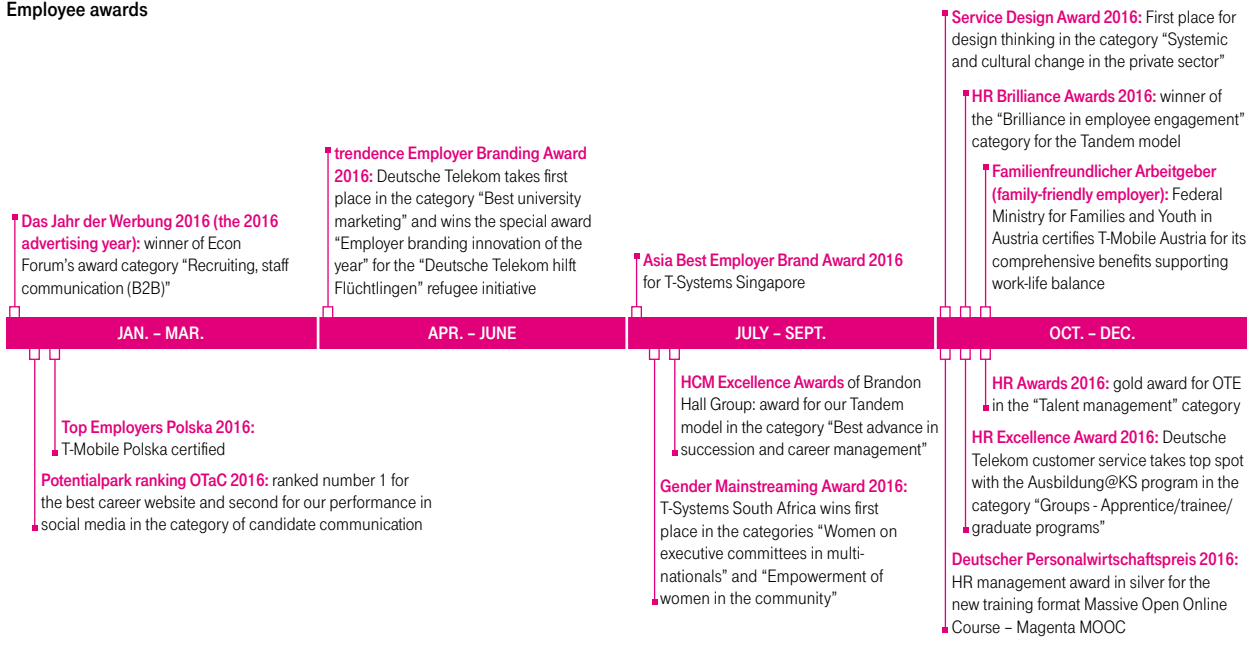 Employee awards
Das Jahr der Werbung 2016 (the 2016
advertising year): winner of Econ
Forum's award category “Recruiting, staff
communication (B2B)”
trendence Employer Branding Award
2016: Deutsche Telekom takes first
place in the category “Best university
marketing” and wins the special award
“Employer branding innovation of the
year” for the “Deutsche Telekom hilft
Flüchtlingen” refugee initiative
Asia Best Employer Brand Award 2016
for T-Systems Singapore
Service Design Award 2016: First place for
design thinking in the category “Systemic
and cultural change in the private sector”
HR Brilliance Awards 2016: winner of
the “Brilliance in employee engagement”
category for the Tandem model
Familienfreundlicher Arbeitgeber
(family-friendly employer): Federal
Ministry for Families and Youth in
Austria certifies T-Mobile Austria for its
comprehensive benefits supporting
work-life balance
JAN. – MAR.
APR. – JUNE
JULY – SEPT.
OCT. – DEC.
Top Employers Polska 2016:
T-Mobile Polska certified
Potentialpark ranking OTaC 2016: ranked number 1 for
the best career website and second for our performance in
social media in the category of candidate communication
HCM Excellence Awards of Brandon
Hall Group: award for our Tandem
model in the category “Best advance in
succession and career management”
Gender Mainstreaming Award 2016:
T-Systems South Africa wins first
place in the categories “Women on
executive committees in multi-
nationals” and “Empowerment of
women in the community”
HR Awards 2016: gold award for OTE
in the “Talent management” category
HR Excellence Award 2016: Deutsche
Telekom customer service takes top spot
with the Ausbildung@KS program in the
category “Groups - Apprentice/trainee/
graduate programs”
Deutscher Personalwirtschaftspreis 2016:
HR management award in silver for the
new training format Massive Open Online
Course – Magenta MOOC